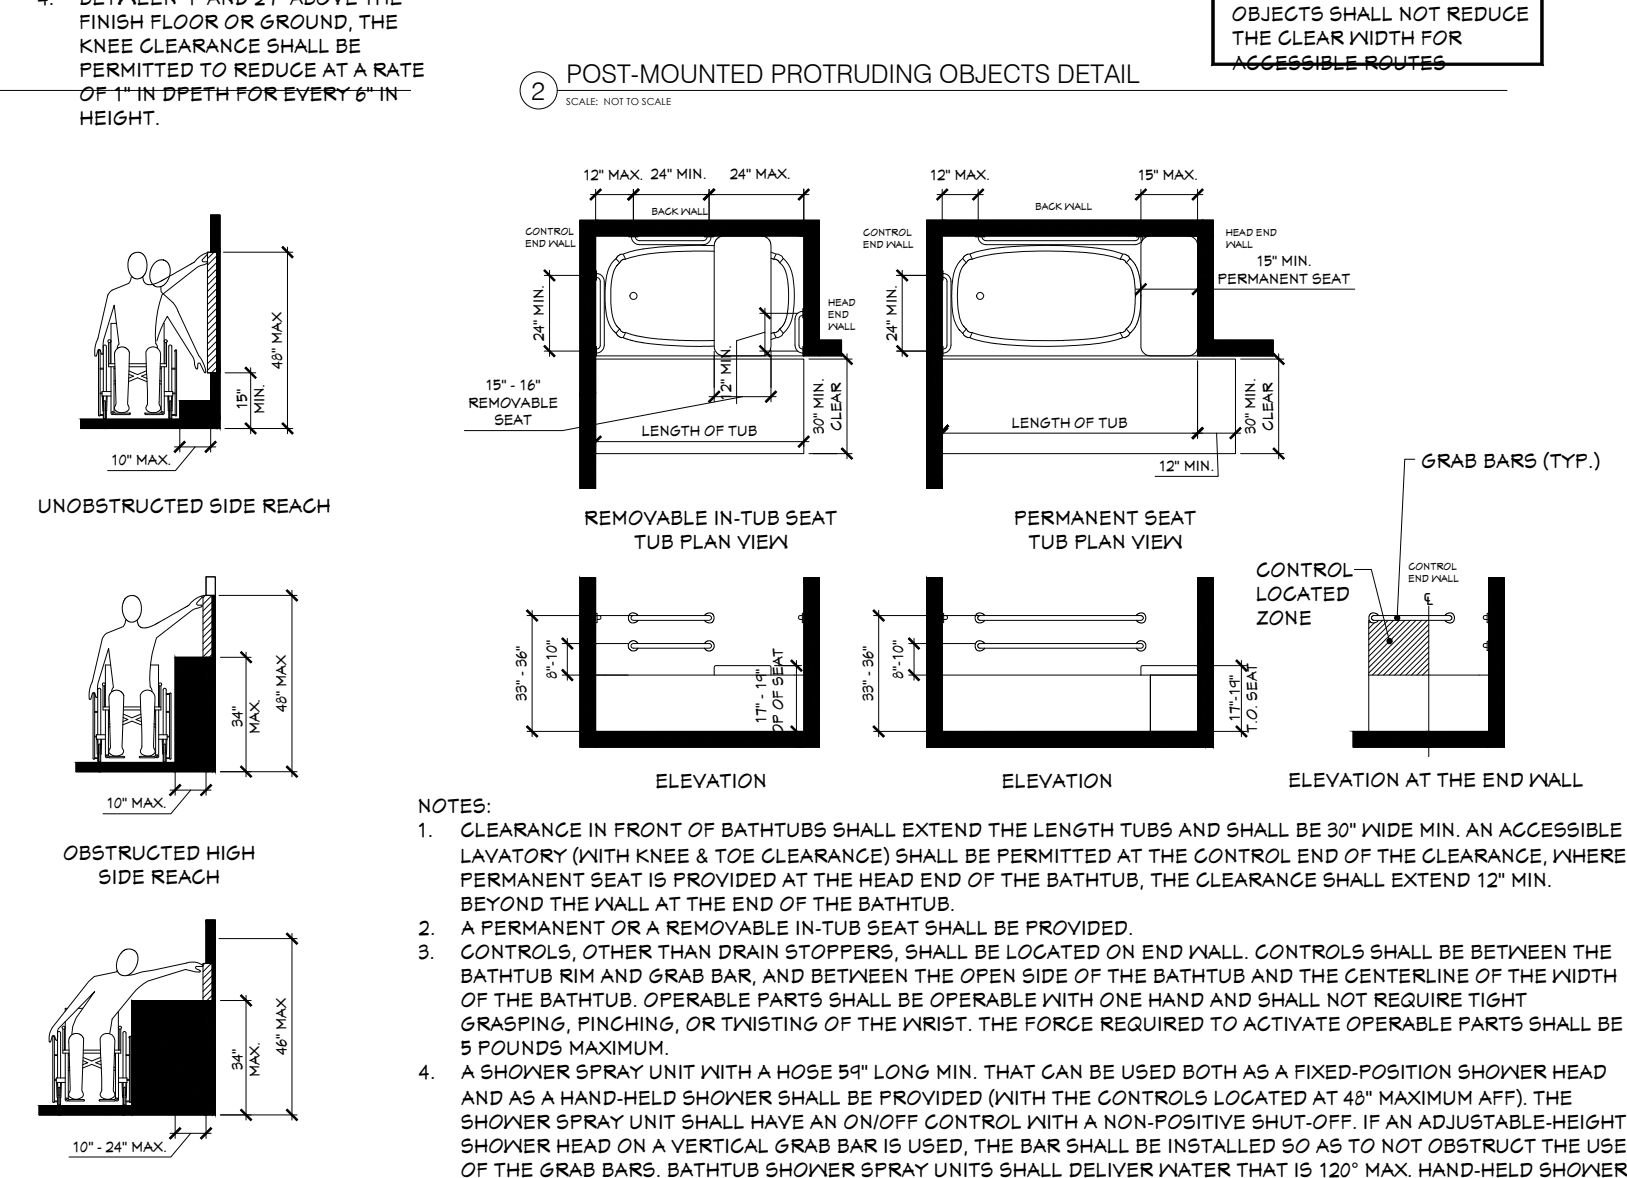 4. BETWEEN 9" AND 27" ABOVE THE
FINISH FLOOR OR GROUND, THE
KNEE CLEARANCE SHALL BE
PERMITTED TO REDUCE AT A RATE
OF 1" IN DPETH FOR EVERY 6" IN
HEIGHT.
OBJECTS SHALL NOT REDUCE
THE CLEAR WIDTH FOR
ACCESSIBLE ROUTES
2 POST-MOUNTED PROTRUDING OBJECTS DETAIL
SCALE: NOT TO SCALE
48" MAX
15"
MIN.
10" MAX.
UNOBSTRUCTED SIDE REACH
48" MAX
34"
MAX.
10" MAX.
OBSTRUCTED HIGH
SIDE REACH
46" MAX
34"
MAX.
10" - 24" MAX.
12" MAX. 24" MIN. 24" MAX.
BACK WALL
CONTROL
END WALL
24" MIN.
HEAD
END
WALL
12" MIN.
15" - 16"
REMOVABLE
SEAT
30" MIN.
CLEAR
LENGTH OF TUB
REMOVABLE IN-TUB SEAT
TUB PLAN VIEW
12" MAX. 15" MAX.
BACK WALL
CONTROL
END WALL
HEAD END
WALL
15" MIN.
PERMANENT SEAT
24" MIN.
30" MIN.
CLEAR
LENGTH OF TUB
12" MIN.
PERMANENT SEAT
TUB PLAN VIEW
33" - 36"
8"-10"
17" - 19"
OP OF SEAT
ELEVATION
33" - 36"
8"-10"
17"-19"
T.O. SEAT
ELEVATION
GRAB BARS (TYP.)
CONTROL
LOCATED
ZONE
CONTROL
END WALL
℄
ELEVATION AT THE END WALL
NOTES:
1. CLEARANCE IN FRONT OF BATHTUBS SHALL EXTEND THE LENGTH TUBS AND SHALL BE 30" WIDE MIN. AN ACCESSIBLE
LAVATORY (WITH KNEE & TOE CLEARANCE) SHALL BE PERMITTED AT THE CONTROL END OF THE CLEARANCE, WHERE
PERMANENT SEAT IS PROVIDED AT THE HEAD END OF THE BATHTUB, THE CLEARANCE SHALL EXTEND 12" MIN.
BEYOND THE WALL AT THE END OF THE BATHTUB.
2. A PERMANENT OR A REMOVABLE IN-TUB SEAT SHALL BE PROVIDED.
3. CONTROLS, OTHER THAN DRAIN STOPPERS, SHALL BE LOCATED ON END WALL. CONTROLS SHALL BE BETWEEN THE
BATHTUB RIM AND GRAB BAR, AND BETWEEN THE OPEN SIDE OF THE BATHTUB AND THE CENTERLINE OF THE WIDTH
OF THE BATHTUB. OPERABLE PARTS SHALL BE OPERABLE WITH ONE HAND AND SHALL NOT REQUIRE TIGHT
GRASPING, PINCHING, OR TWISTING OF THE WRIST. THE FORCE REQUIRED TO ACTIVATE OPERABLE PARTS SHALL BE
5 POUNDS MAXIMUM.
4. A SHOWER SPRAY UNIT WITH A HOSE 59" LONG MIN. THAT CAN BE USED BOTH AS A FIXED-POSITION SHOWER HEAD
AND AS A HAND-HELD SHOWER SHALL BE PROVIDED (WITH THE CONTROLS LOCATED AT 48" MAXIMUM AFF). THE
SHOWER SPRAY UNIT SHALL HAVE AN ON/OFF CONTROL WITH A NON-POSITIVE SHUT-OFF. IF AN ADJUSTABLE-HEIGHT
SHOWER HEAD ON A VERTICAL GRAB BAR IS USED, THE BAR SHALL BE INSTALLED SO AS TO NOT OBSTRUCT THE USE
OF THE GRAB BARS. BATHTUB SHOWER SPRAY UNITS SHALL DELIVER WATER THAT IS 120° MAX. HAND-HELD SHOWER